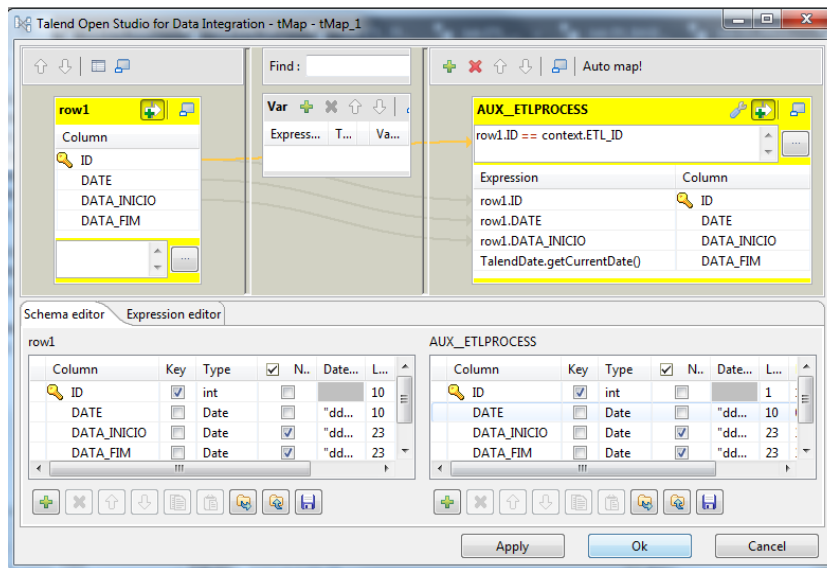 Talend Open Studio for Data Integration - tMap - tMap_1
Find :
Auto map!
row1
Column
ID
DATE
DATA_INICIO
DATA_FIM
Var
Express... T... Va...
AUX__ETLPROCESS
row1.ID == context.ETL_ID
...
Expression Column
row1.ID ID
row1.DATE DATE
row1.DATA_INICIO DATA_INICIO
TalendDate.getCurrentDate() DATA_FIM
...
Schema editor Expression editor
row1
Column Key Type N.. Date... L...
ID int 10
DATE Date "dd... 10
DATA_INICIO Date "dd... 23
DATA_FIM Date "dd... 23
AUX__ETLPROCESS
Column Key Type N.. Date... L...
ID int 1
DATE Date "dd... 10
DATA_INICIO Date "dd... 23
DATA_FIM Date "dd... 23
Apply Ok Cancel